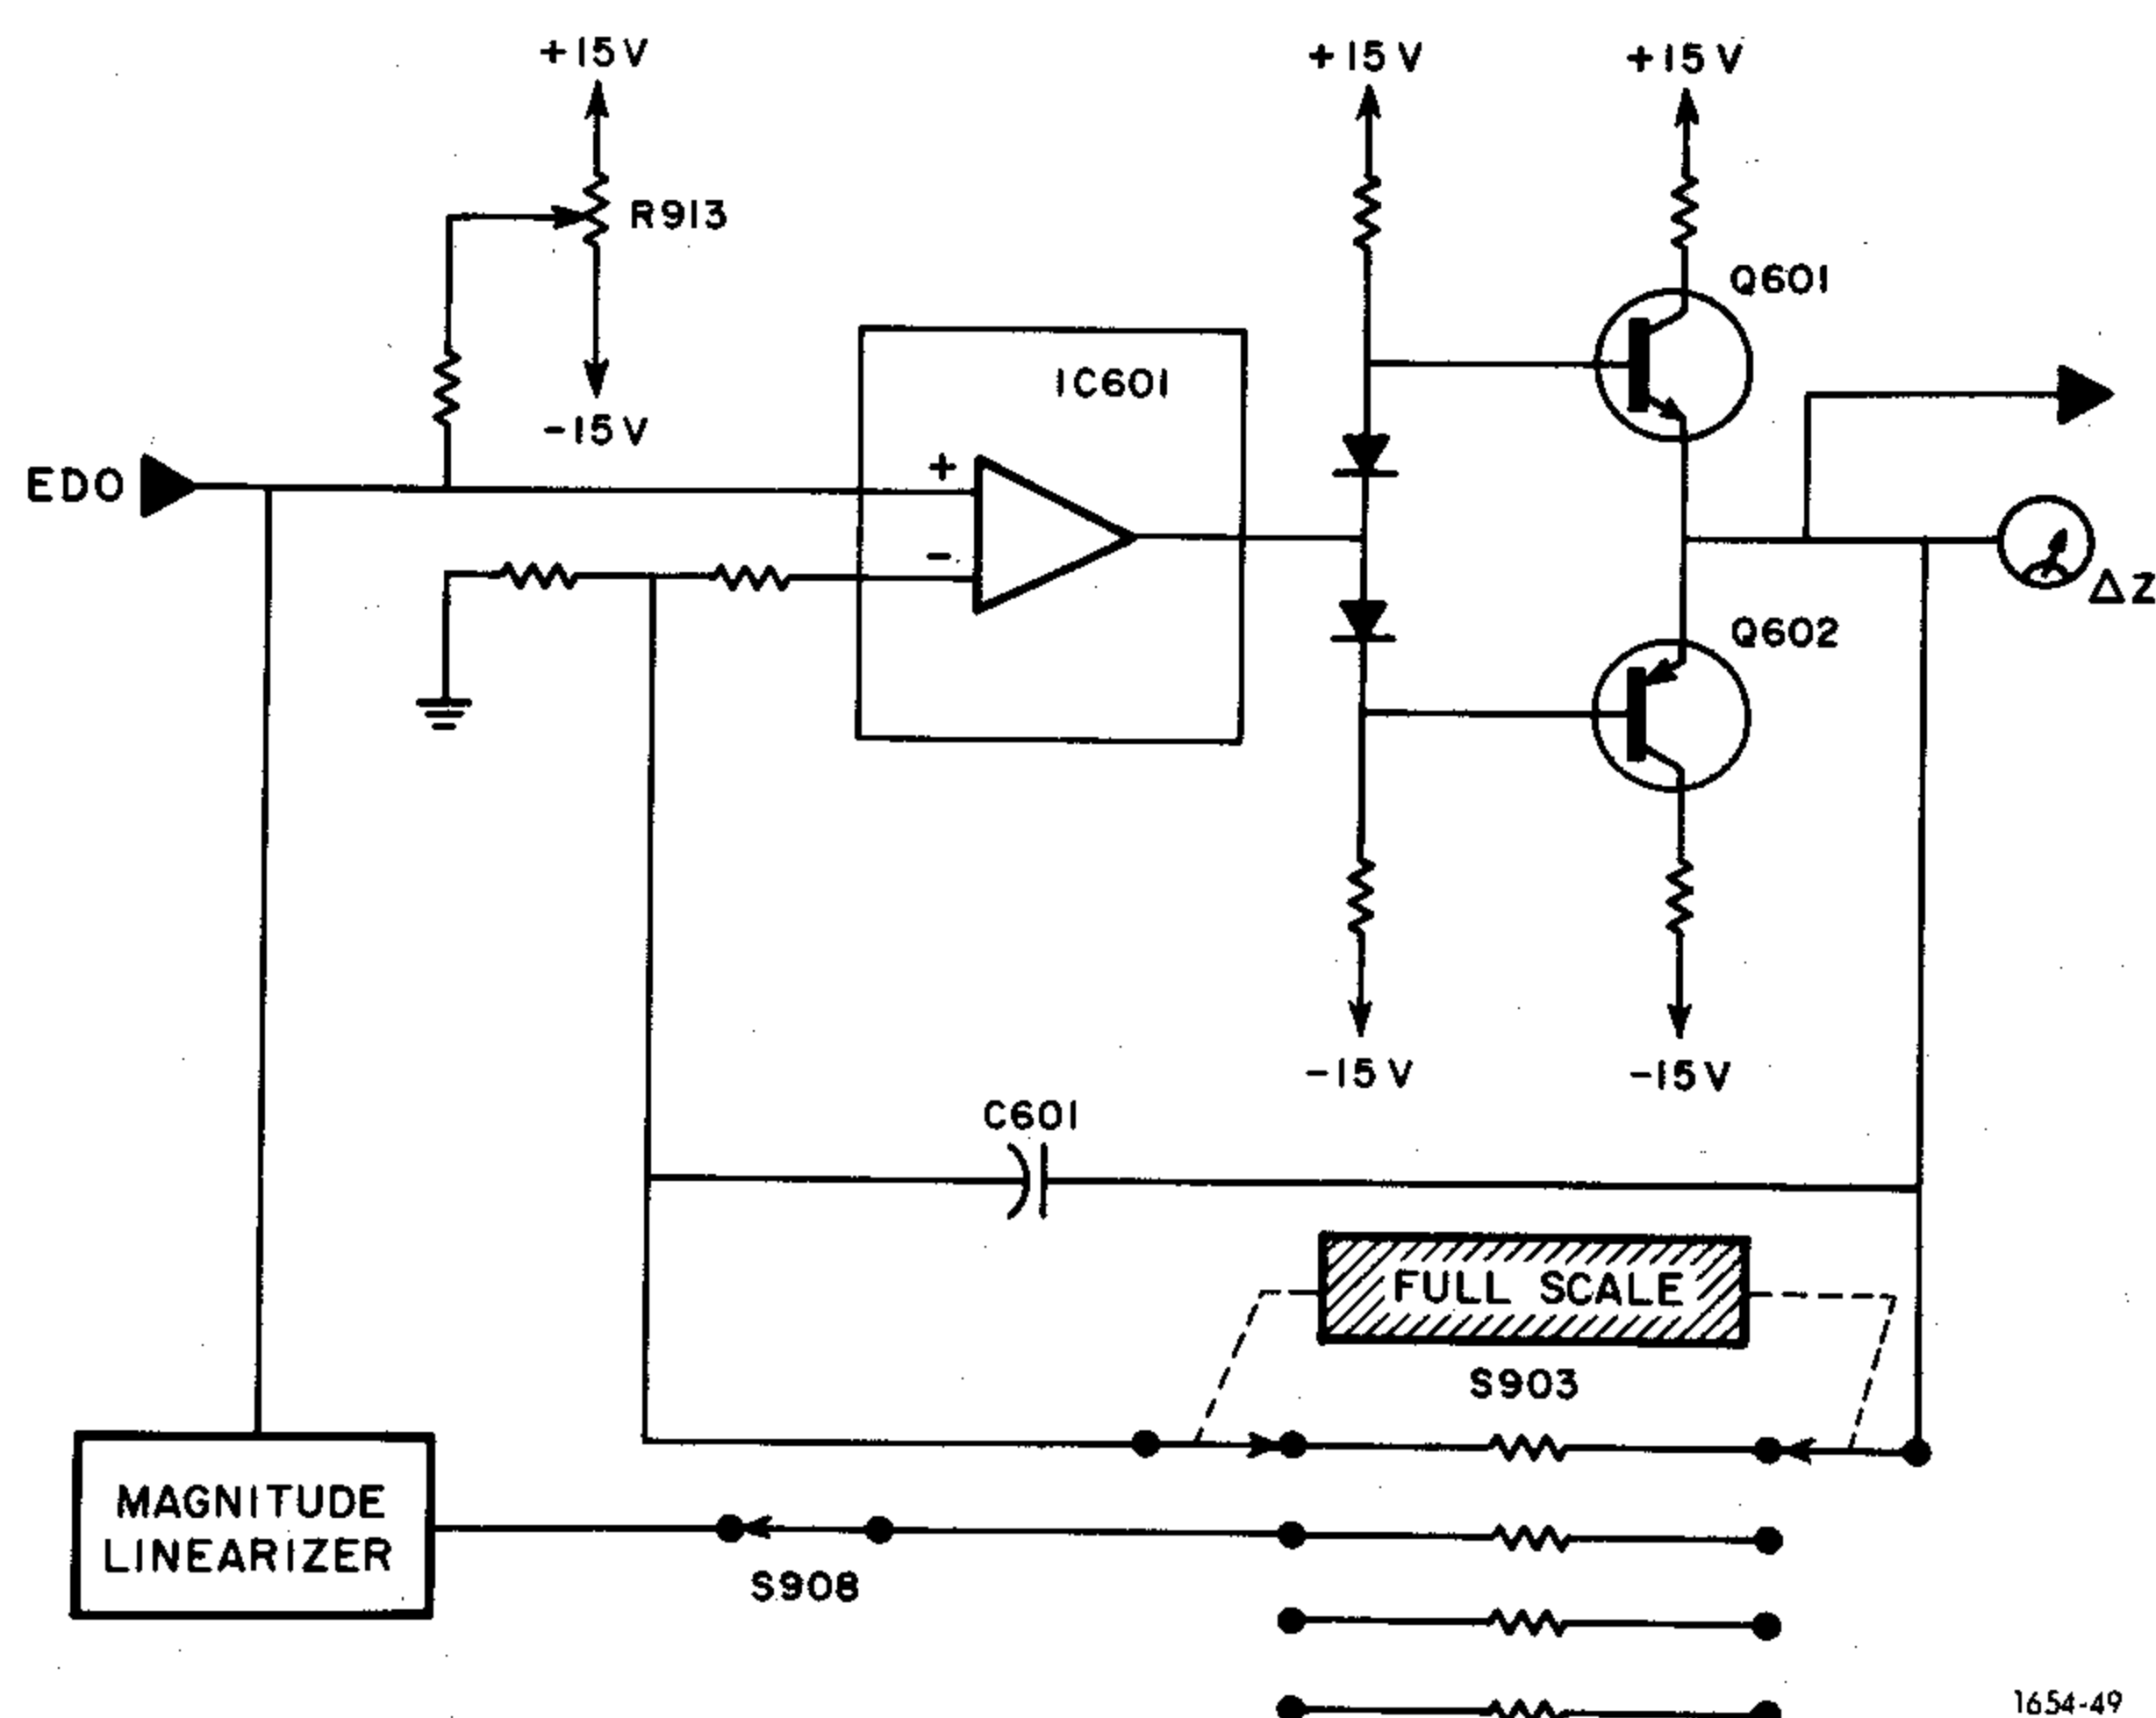 +15V
+15V
+15V
R913
Q601
IC601
-15V
+
EDO
-
ΔZ
Q602
-15V
-15V
C601
FULL SCALE
S903
MAGNITUDE
LINEARIZER
S908
1654-49